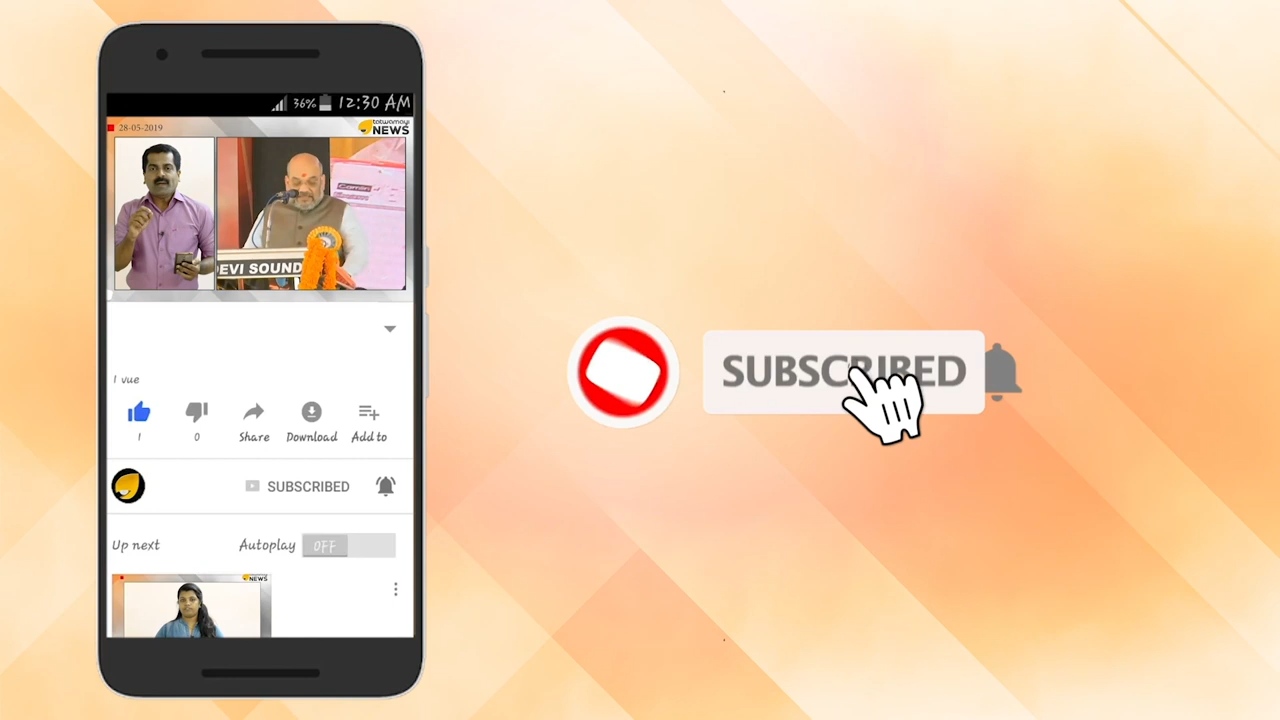 36% 12:30 AM
28-05-2019
tatwamayi
NEWS
DEVI SOUND
1 vue
1
0
Share
Download
Add to
SUBSCRIBED
Up next
Autoplay
OFF
NEWS
SUBSCRIBED